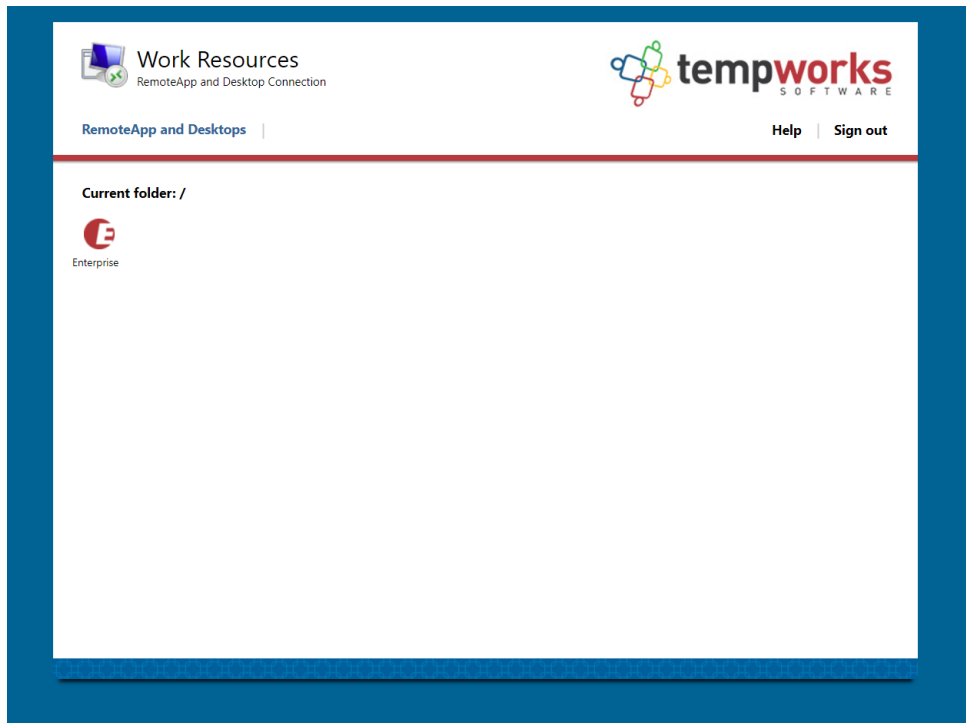 Work Resources
RemoteApp and Desktop Connection
tempworks
SOFTWARE
RemoteApp and Desktops
Help
Sign out
Current folder: /
E
Enterprise